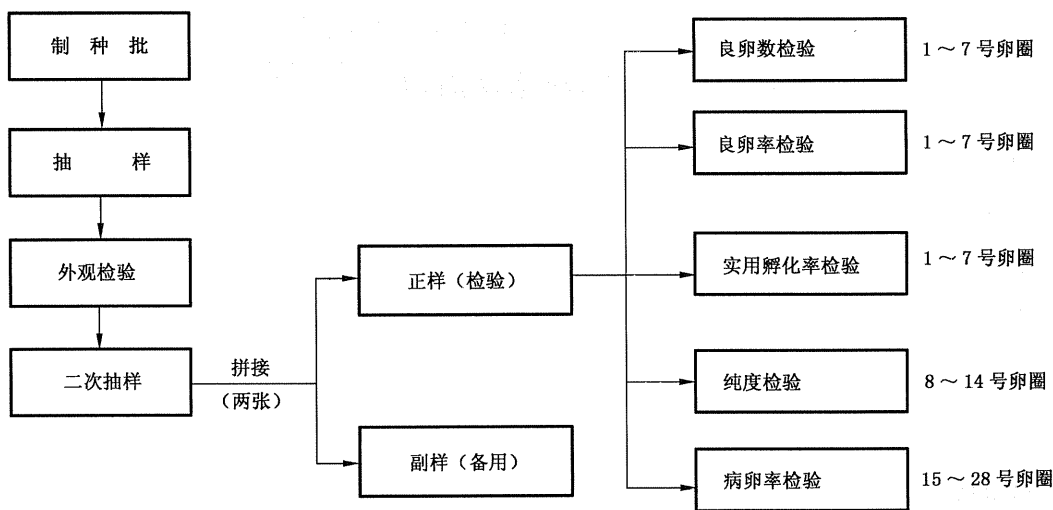 制 种 批
抽 样
外观检验
二次抽样
拼接
（两张）
正样（检验）
副样（备用）
良卵数检验 1～7号卵圈
良卵率检验 1～7号卵圈
实用孵化率检验 1～7号卵圈
纯度检验 8～14号卵圈
病卵率检验 15～28号卵圈